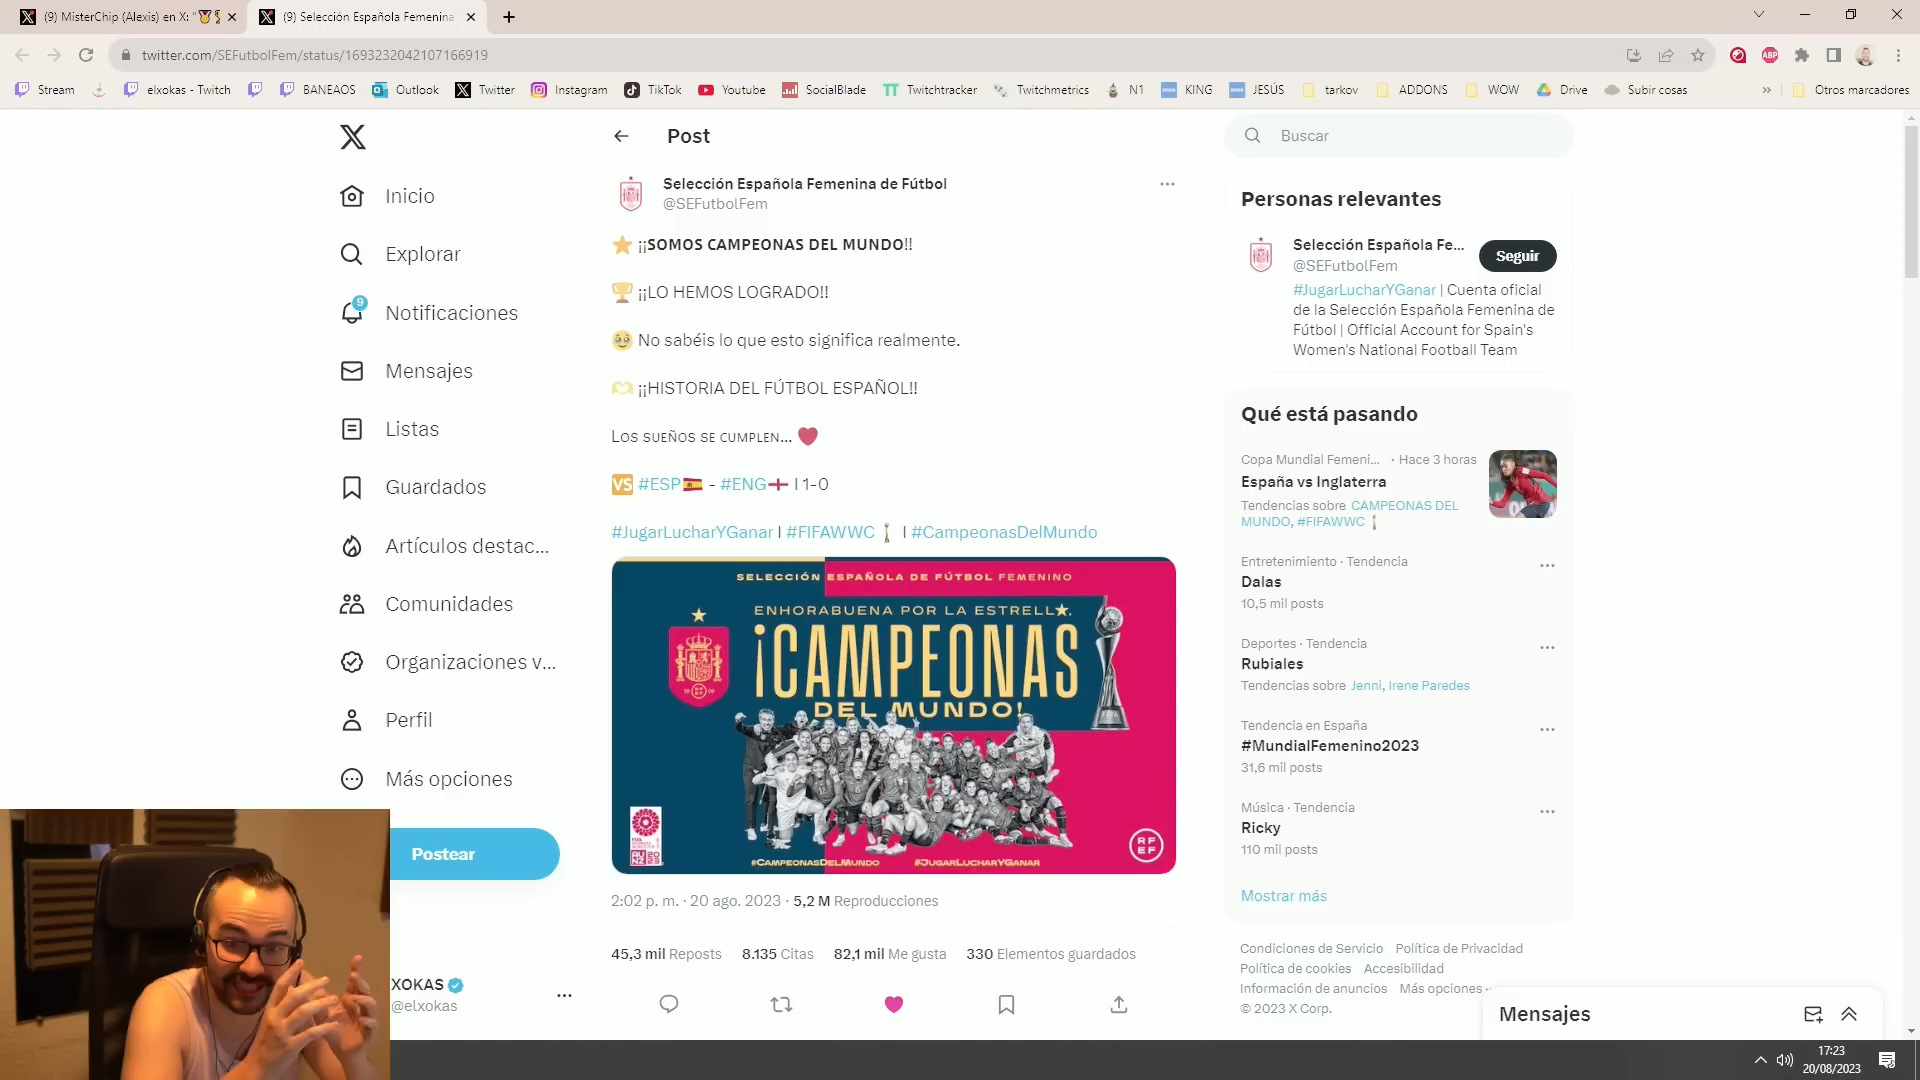 (9) MisterChip (Alexis) en X: "
(9) Selección Española Femenina
twitter.com/SEFutbolFem/status/1693232042107166919
Stream
elxokas - Twitch
BANEAOS
Outlook
Twitter
Instagram
TikTok
Youtube
SocialBlade
Twitchtracker
Twitchmetrics
N1
KING
JESÚS
tarkov
ADDONS
WOW
Drive
Subir cosas
»
Otros marcadores
Inicio
Explorar
9
Notificaciones
Mensajes
Listas
Guardados
Artículos destac...
Comunidades
Organizaciones v...
Perfil
Más opciones
Postear
XOKAS
@elxokas
Post
Selección Española Femenina de Fútbol
@SEFutbolFem
⭐ ¡¡SOMOS CAMPEONAS DEL MUNDO!!
🏆 ¡¡LO HEMOS LOGRADO!!
🥹 No sabéis lo que esto significa realmente.
🫶 ¡¡HISTORIA DEL FÚTBOL ESPAÑOL!!
Los sueños se cumplen... ❤️
🆚 #ESP🇪🇸 - #ENG🏴󠁧󠁢󠁥󠁮󠁧󠁿 | 1-0
#JugarLucharYGanar | #FIFAWWC | #CampeonasDelMundo
SELECCIÓN ESPAÑOLA DE FÚTBOL FEMENINO
ENHORABUENA POR LA ESTRELL★,
¡CAMPEONAS
DEL MUNDO!
#CAMPEONASDELMUNDO #JUGARLUCHARYGANAR
RF
EF
2:02 p. m. · 20 ago. 2023 · 5,2 M Reproducciones
45,3 mil Reposts 8.135 Citas 82,1 mil Me gusta 330 Elementos guardados
Buscar
Personas relevantes
Selección Española Fe...
@SEFutbolFem
Seguir
#JugarLucharYGanar | Cuenta oficial
de la Selección Española Femenina de
Fútbol | Official Account for Spain's
Women's National Football Team
Qué está pasando
Copa Mundial Femeni... · Hace 3 horas
España vs Inglaterra
Tendencias sobre CAMPEONAS DEL
MUNDO, #FIFAWWC
Entretenimiento · Tendencia
Dalas
10,5 mil posts
Deportes · Tendencia
Rubiales
Tendencias sobre Jenni, Irene Paredes
Tendencia en España
#MundialFemenino2023
31,6 mil posts
Música · Tendencia
Ricky
110 mil posts
Mostrar más
Condiciones de Servicio Política de Privacidad
Política de cookies Accesibilidad
Información de anuncios Más opciones
© 2023 X Corp.
Mensajes
17:23
20/08/2023